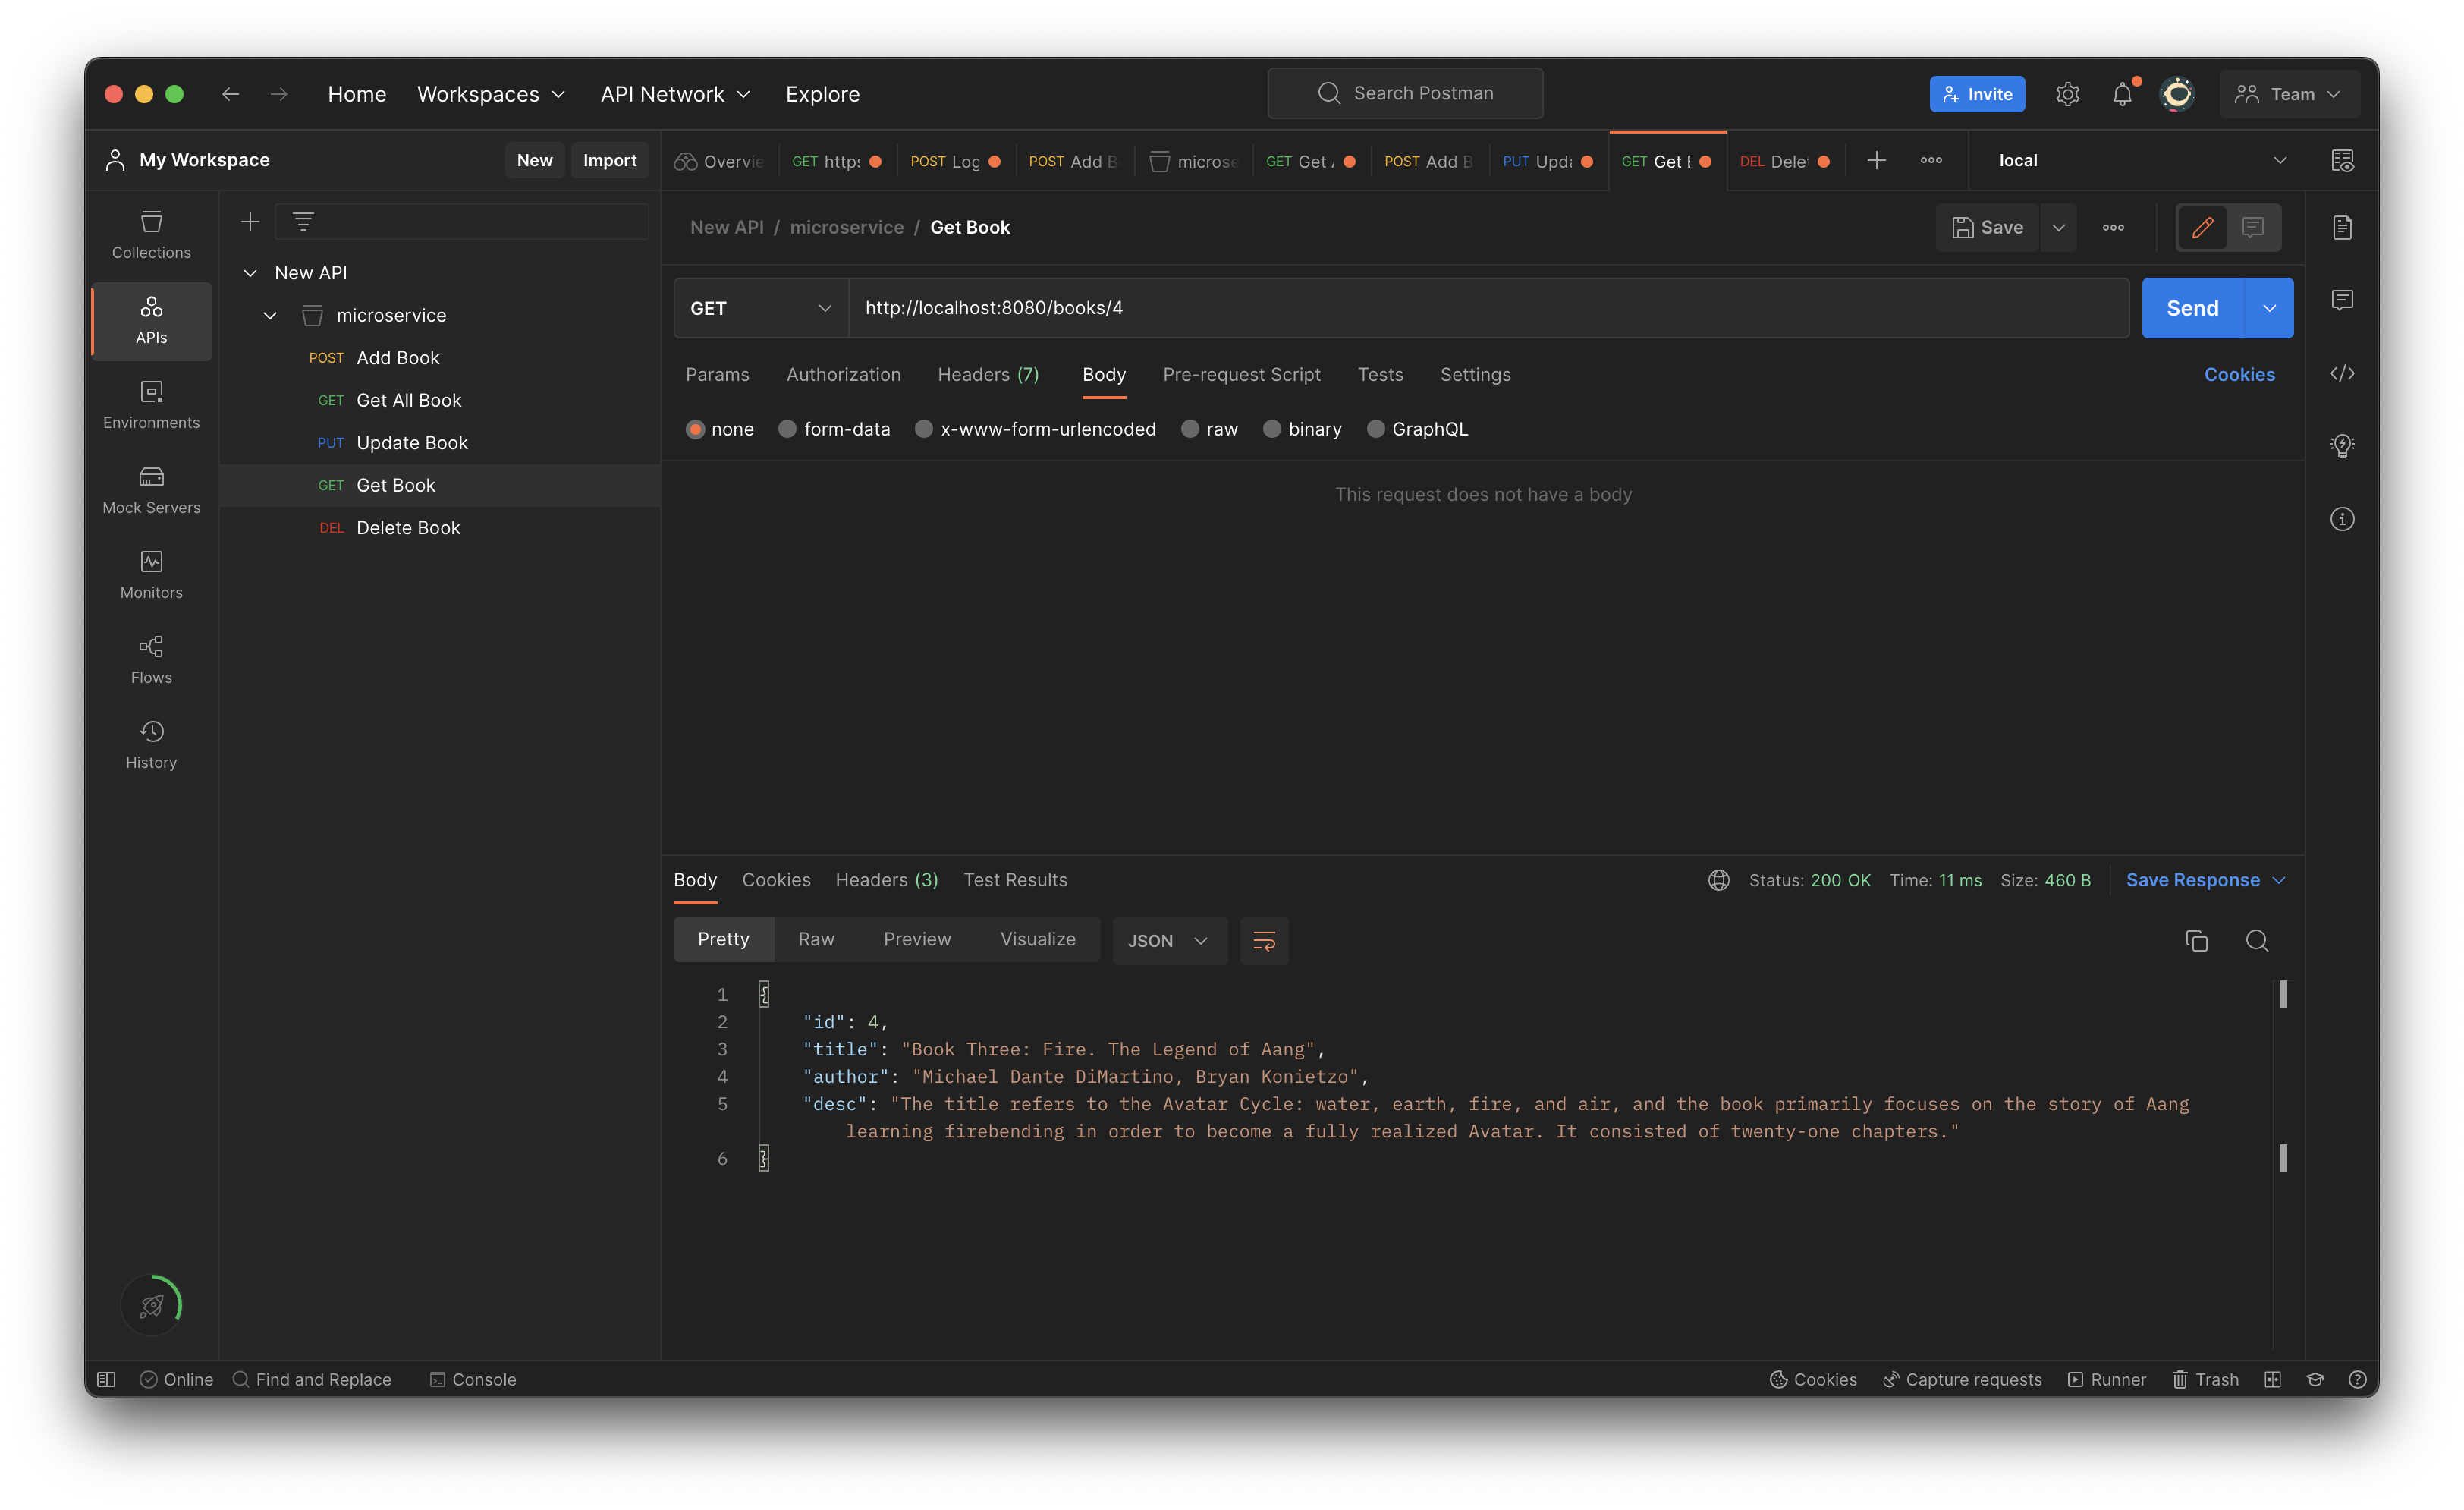 Home Workspaces API Network Explore Search Postman Invite Team
My Workspace New Import Overvie GET https POST Log POST Add B microse GET Get A POST Add B PUT Upda GET Get B DEL Delet local
Collections
APIs
Environments
Mock Servers
Monitors
Flows
History
New API
microservice
POST Add Book
GET Get All Book
PUT Update Book
GET Get Book
DEL Delete Book
New API / microservice / Get Book Save
GET http://localhost:8080/books/4 Send
Params Authorization Headers (7) Body Pre-request Script Tests Settings Cookies
none form-data x-www-form-urlencoded raw binary GraphQL
This request does not have a body
Body Cookies Headers (3) Test Results Status: 200 OK Time: 11 ms Size: 460 B Save Response
Pretty Raw Preview Visualize JSON
1 {
2 "id": 4,
3 "title": "Book Three: Fire. The Legend of Aang",
4 "author": "Michael Dante DiMartino, Bryan Konietzo",
5 "desc": "The title refers to the Avatar Cycle: water, earth, fire, and air, and the book primarily focuses on the story of Aang
learning firebending in order to become a fully realized Avatar. It consisted of twenty-one chapters."
6 }
Online Find and Replace Console Cookies Capture requests Runner Trash